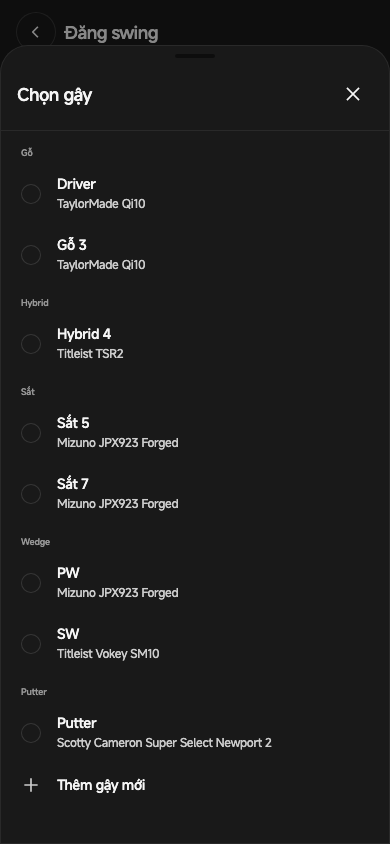 Đăng swing
Chọn gậy
Gỗ
Driver
TaylorMade Qi10
Gỗ 3
TaylorMade Qi10
Hybrid
Hybrid 4
Titleist TSR2
Sắt
Sắt 5
Mizuno JPX923 Forged
Sắt 7
Mizuno JPX923 Forged
Wedge
PW
Mizuno JPX923 Forged
SW
Titleist Vokey SM10
Putter
Putter
Scotty Cameron Super Select Newport 2
Thêm gậy mới